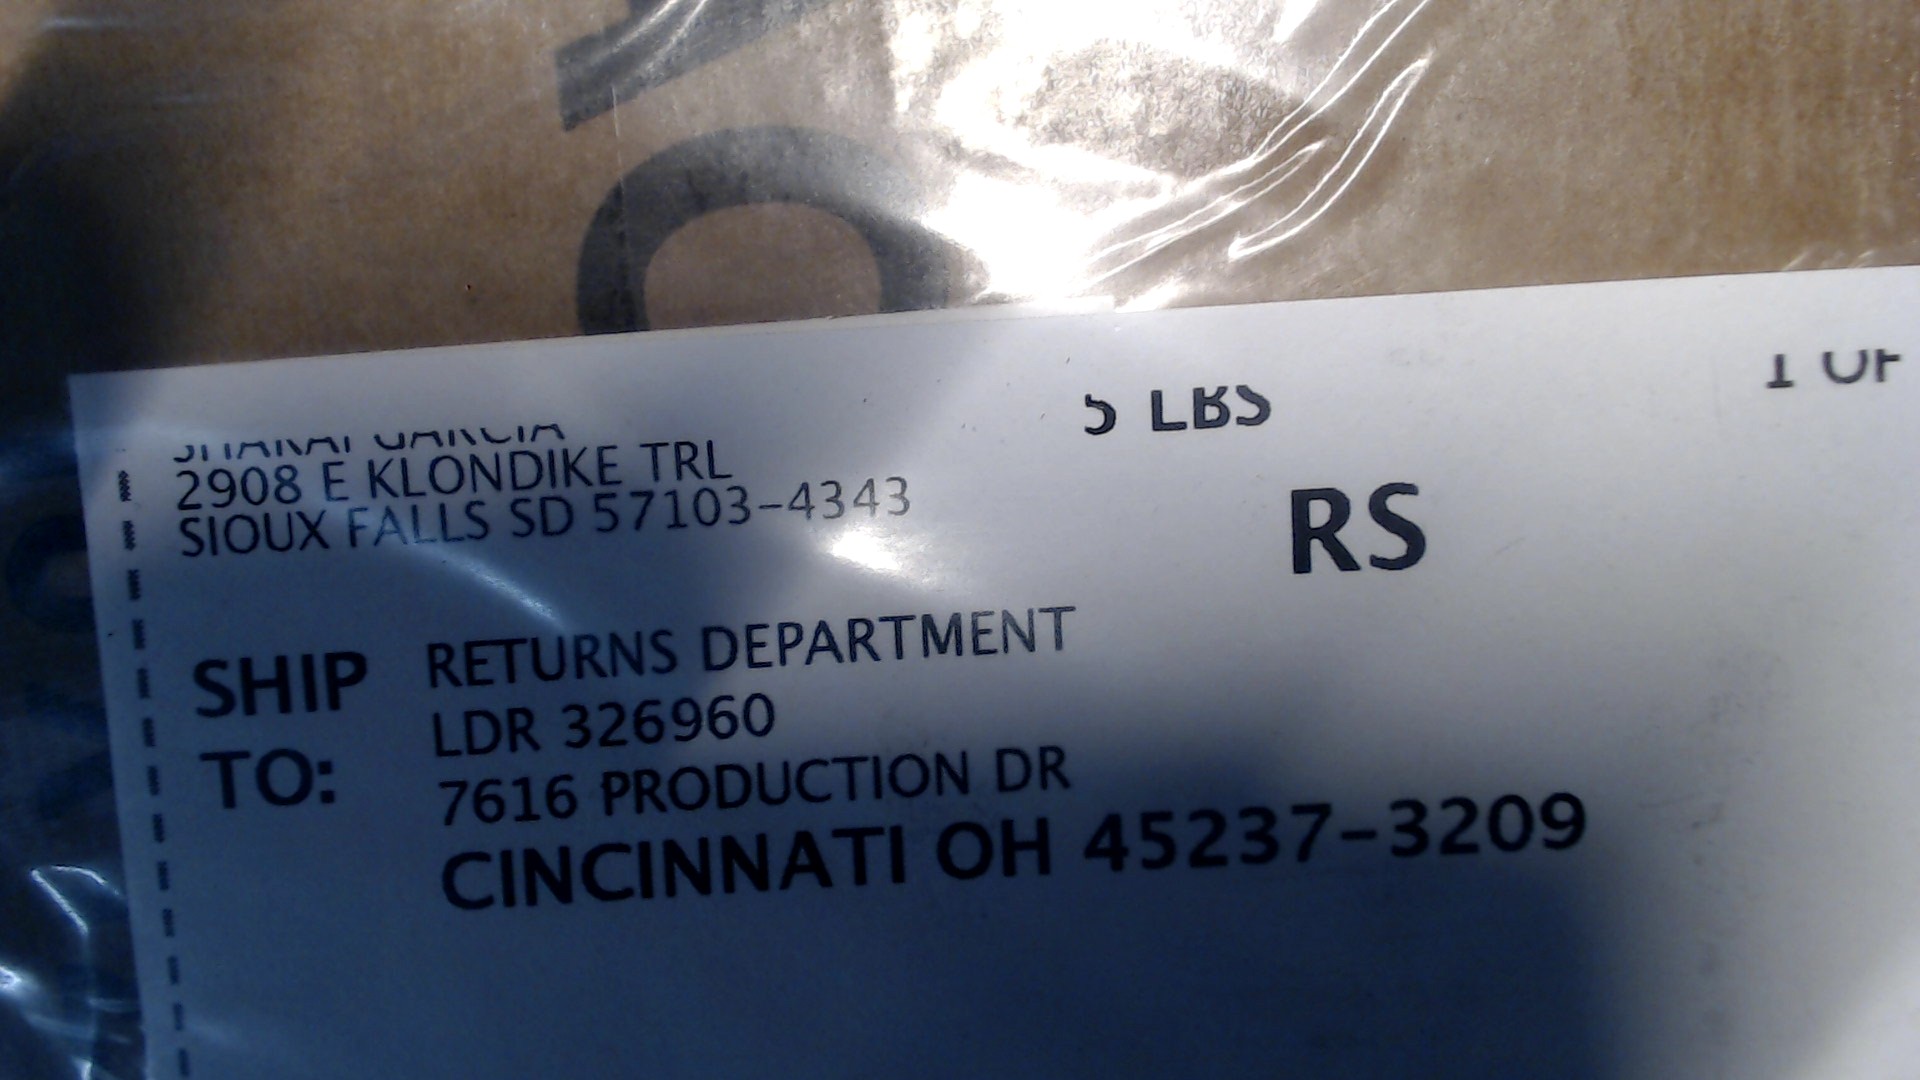 LBS
1 OF
2908 E KLONDIKE TRL
SIOUX FALLS SD 57103-4343
RS
SHIP TO:
RETURNS DEPARTMENT
LDR 326960
7616 PRODUCTION DR
CINCINNATI OH 45237-3209